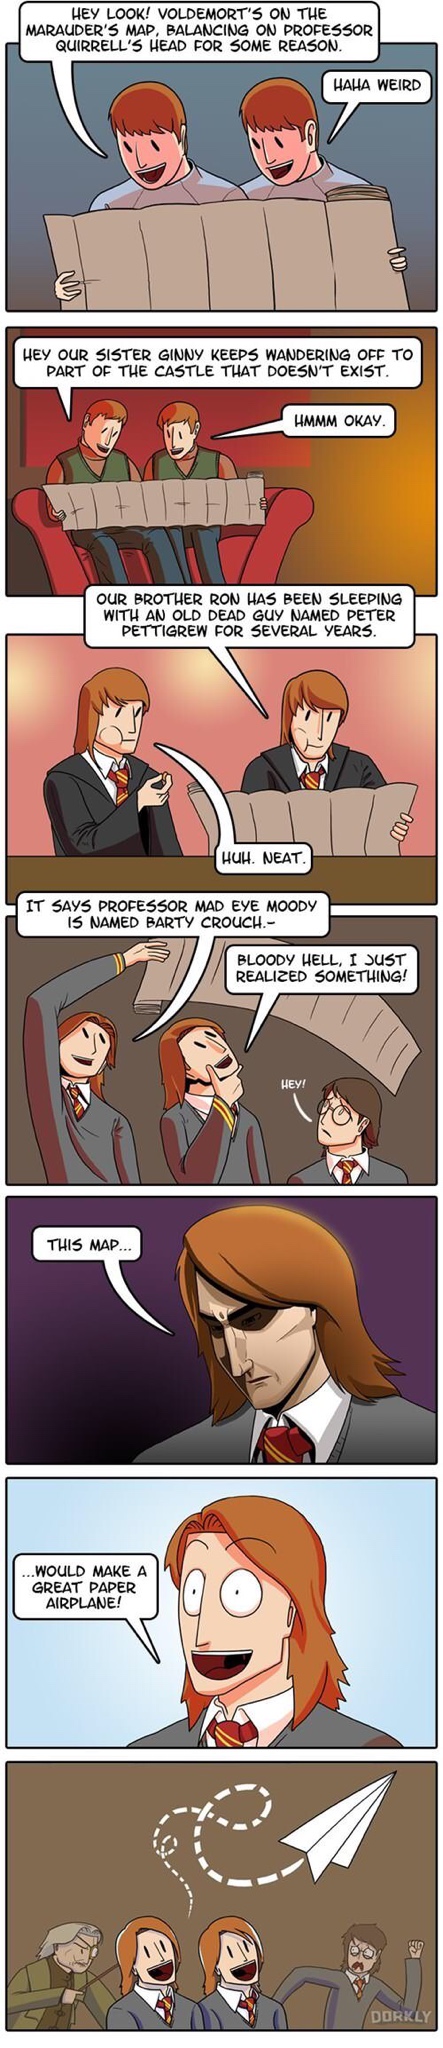 HEY LOOK! VOLDEMORT'S ON THE
MARAUDER'S MAP, BALANCING ON PROFESSOR
QUIRRELL'S HEAD FOR SOME REASON.
HAHA WEIRD
HEY OUR SISTER GINNY KEEPS WANDERING OFF TO
PART OF THE CASTLE THAT DOESN'T EXIST.
HMMM OKAY.
OUR BROTHER RON HAS BEEN SLEEPING
WITH AN OLD DEAD GUY NAMED PETER
PETTIGREW FOR SEVERAL YEARS.
HUH. NEAT.
IT SAYS PROFESSOR MAD EYE MOODY
IS NAMED BARTY CROUCH.-
BLOODY HELL, I JUST
REALIZED SOMETHING!
HEY!
THIS MAP...
...WOULD MAKE A
GREAT PAPER
AIRPLANE!
DORKLY